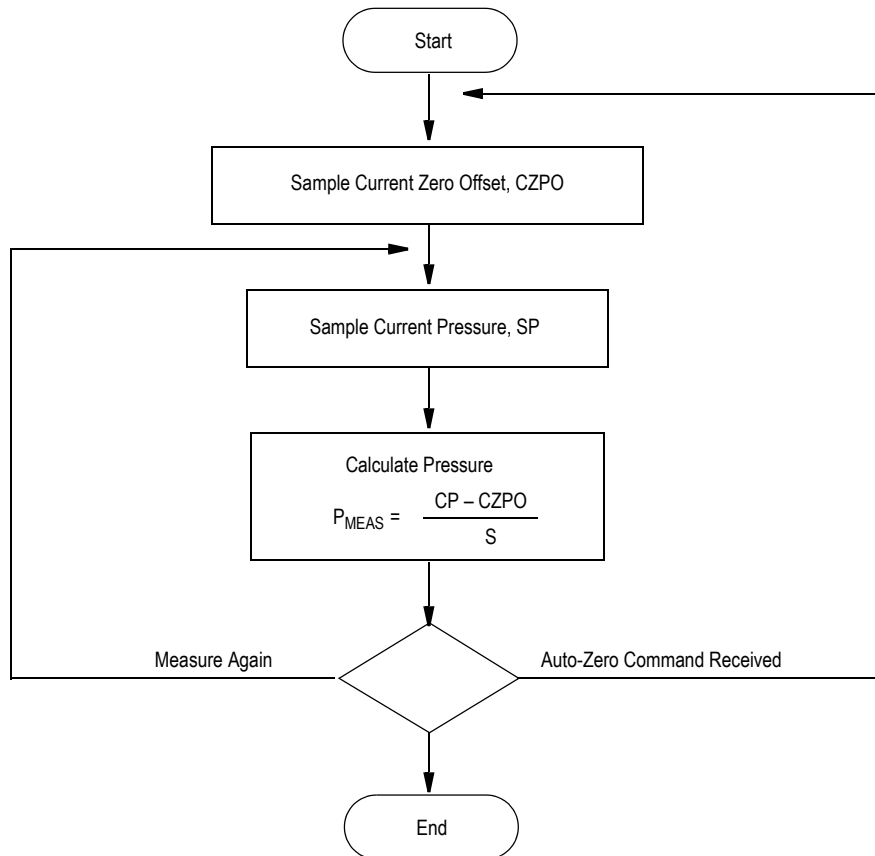 Start
Sample Current Zero Offset, CZPO
Sample Current Pressure, SP
Calculate Pressure
P_MEAS = CP – CZPO
S
Measure Again
Auto-Zero Command Received
End